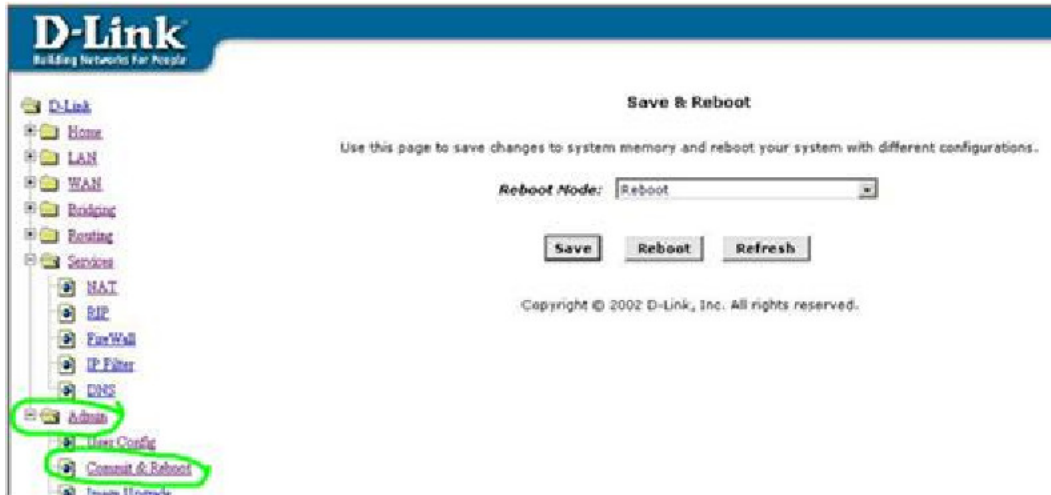 D-Link
Building Networks for People
D-Link
Home
LAN
WAN
Bridging
Routing
Services
NAT
RIP
FireWall
IP Filter
DNS
Admin
User Config
Commit & Reboot
Image Upgrade
Save & Reboot
Use this page to save changes to system memory and reboot your system with different configurations.
Reboot Mode: Reboot
Save Reboot Refresh
Copyright © 2002 D-Link, Inc. All rights reserved.